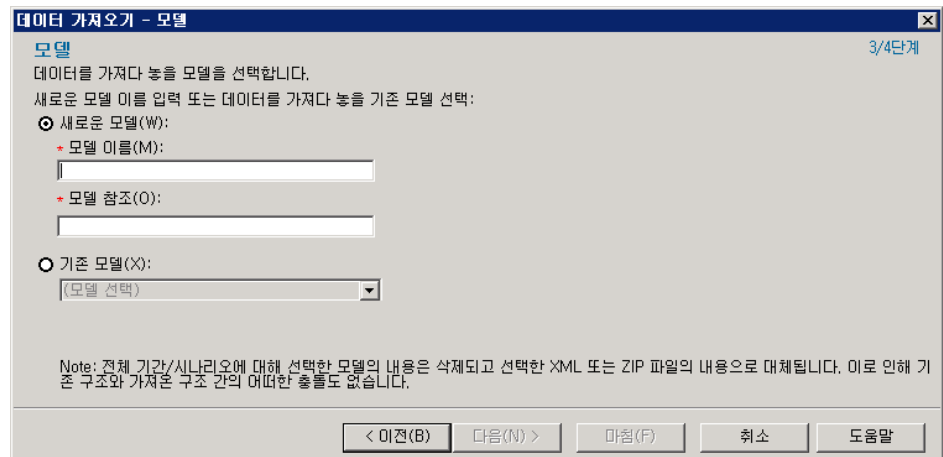 데이터 가져오기 - 모델
모델
3/4단계
데이터를 가져다 놓을 모델을 선택합니다.
새로운 모델 이름 입력 또는 데이터를 가져다 놓을 기존 모델 선택:
새로운 모델(W):
* 모델 이름(M):
* 모델 참조(O):
기존 모델(X):
(모델 선택)
Note: 전체 기간/시나리오에 대해 선택한 모델의 내용은 삭제되고 선택한 XML 또는 ZIP 파일의 내용으로 대체됩니다. 이로 인해 기
존 구조와 가져온 구조 간의 어떠한 충돌도 없습니다.
< 이전(B) 다음(N) > 마침(F) 취소 도움말